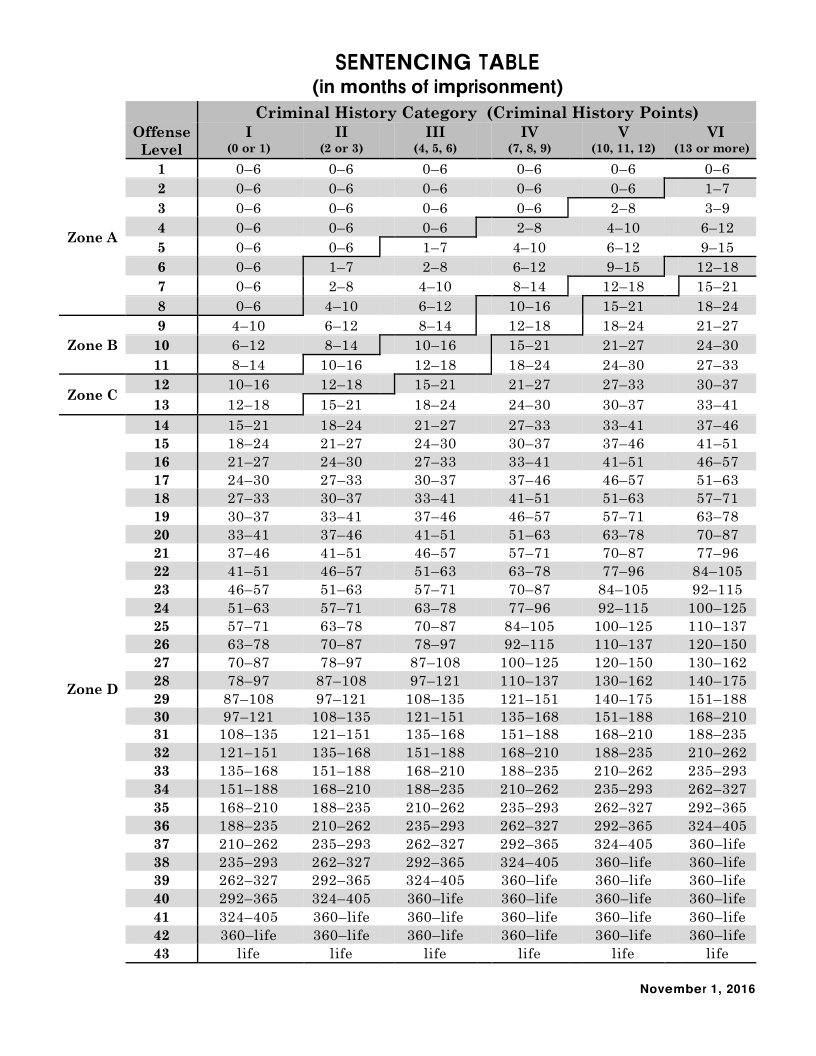 SENTENCING TABLE
(in months of imprisonment)
Criminal History Category (Criminal History Points)
Offense I II III IV V VI
Level (0 or 1) (2 or 3) (4, 5, 6) (7, 8, 9) (10, 11, 12) (13 or more)
1 0–6 0–6 0–6 0–6 0–6 0–6
2 0–6 0–6 0–6 0–6 0–6 1–7
3 0–6 0–6 0–6 0–6 2–8 3–9
4 0–6 0–6 0–6 2–8 4–10 6–12
Zone A
5 0–6 0–6 1–7 4–10 6–12 9–15
6 0–6 1–7 2–8 6–12 9–15 12–18
7 0–6 2–8 4–10 8–14 12–18 15–21
8 0–6 4–10 6–12 10–16 15–21 18–24
9 4–10 6–12 8–14 12–18 18–24 21–27
Zone B 10 6–12 8–14 10–16 15–21 21–27 24–30
11 8–14 10–16 12–18 18–24 24–30 27–33
12 10–16 12–18 15–21 21–27 27–33 30–37
Zone C
13 12–18 15–21 18–24 24–30 30–37 33–41
14 15–21 18–24 21–27 27–33 33–41 37–46
15 18–24 21–27 24–30 30–37 37–46 41–51
16 21–27 24–30 27–33 33–41 41–51 46–57
17 24–30 27–33 30–37 37–46 46–57 51–63
18 27–33 30–37 33–41 41–51 51–63 57–71
19 30–37 33–41 37–46 46–57 57–71 63–78
20 33–41 37–46 41–51 51–63 63–78 70–87
21 37–46 41–51 46–57 57–71 70–87 77–96
22 41–51 46–57 51–63 63–78 77–96 84–105
23 46–57 51–63 57–71 70–87 84–105 92–115
24 51–63 57–71 63–78 77–96 92–115 100–125
25 57–71 63–78 70–87 84–105 100–125 110–137
26 63–78 70–87 78–97 92–115 110–137 120–150
27 70–87 78–97 87–108 100–125 120–150 130–162
28 78–97 87–108 97–121 110–137 130–162 140–175
Zone D
29 87–108 97–121 108–135 121–151 140–175 151–188
30 97–121 108–135 121–151 135–168 151–188 168–210
31 108–135 121–151 135–168 151–188 168–210 188–235
32 121–151 135–168 151–188 168–210 188–235 210–262
33 135–168 151–188 168–210 188–235 210–262 235–293
34 151–188 168–210 188–235 210–262 235–293 262–327
35 168–210 188–235 210–262 235–293 262–327 292–365
36 188–235 210–262 235–293 262–327 292–365 324–405
37 210–262 235–293 262–327 292–365 324–405 360–life
38 235–293 262–327 292–365 324–405 360–life 360–life
39 262–327 292–365 324–405 360–life 360–life 360–life
40 292–365 324–405 360–life 360–life 360–life 360–life
41 324–405 360–life 360–life 360–life 360–life 360–life
42 360–life 360–life 360–life 360–life 360–life 360–life
43 life life life life life life
November 1, 2016